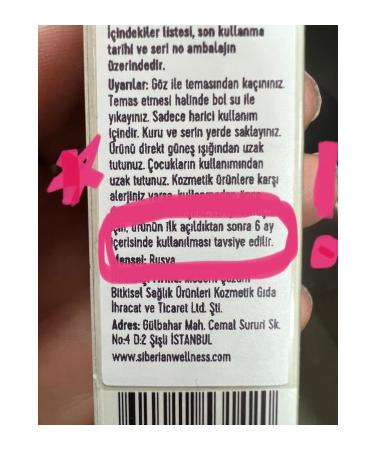 İçindekiler listesi, son kullanma
tarihi ve seri no ambalajın
üzerindedir.
Uyarılar: Göz ile temasından kaçınınız.
Temas etmesi halinde bol su ile
yıkayınız. Sadece harici kullanım
içindir. Kuru ve serin yerde saklayınız.
Ürünü direkt güneş ışığından uzak
tutunuz. Çocukların kullanımından
uzak tutunuz. Kozmetik ürünlere karşı
alerjiniz varsa
için, ürünün ilk açıldıktan sonra 6 ay
içerisinde kullanılması tavsiye edilir.
Menşei: Rusya
Bitkisel Sağlık Ürünleri Kozmetik Gıda
İhracat ve Ticaret Ltd. Şti.
Adres: Gülbahar Mah. Cemal Sururi Sk.
No:4 D:2 Şişli İSTANBUL
www.siberianwellness.com